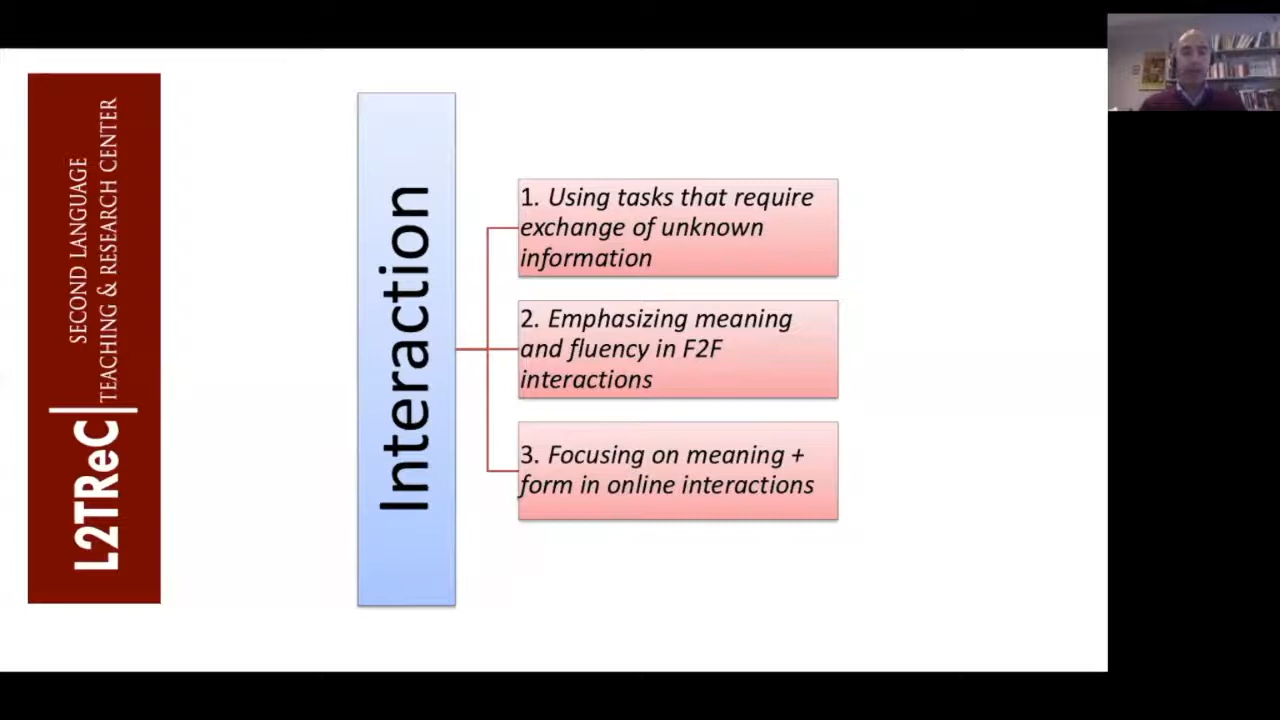 SECOND LANGUAGE
TEACHING & RESEARCH CENTER
L2TReC
Interaction
1. Using tasks that require
exchange of unknown
information
2. Emphasizing meaning
and fluency in F2F
interactions
3. Focusing on meaning +
form in online interactions